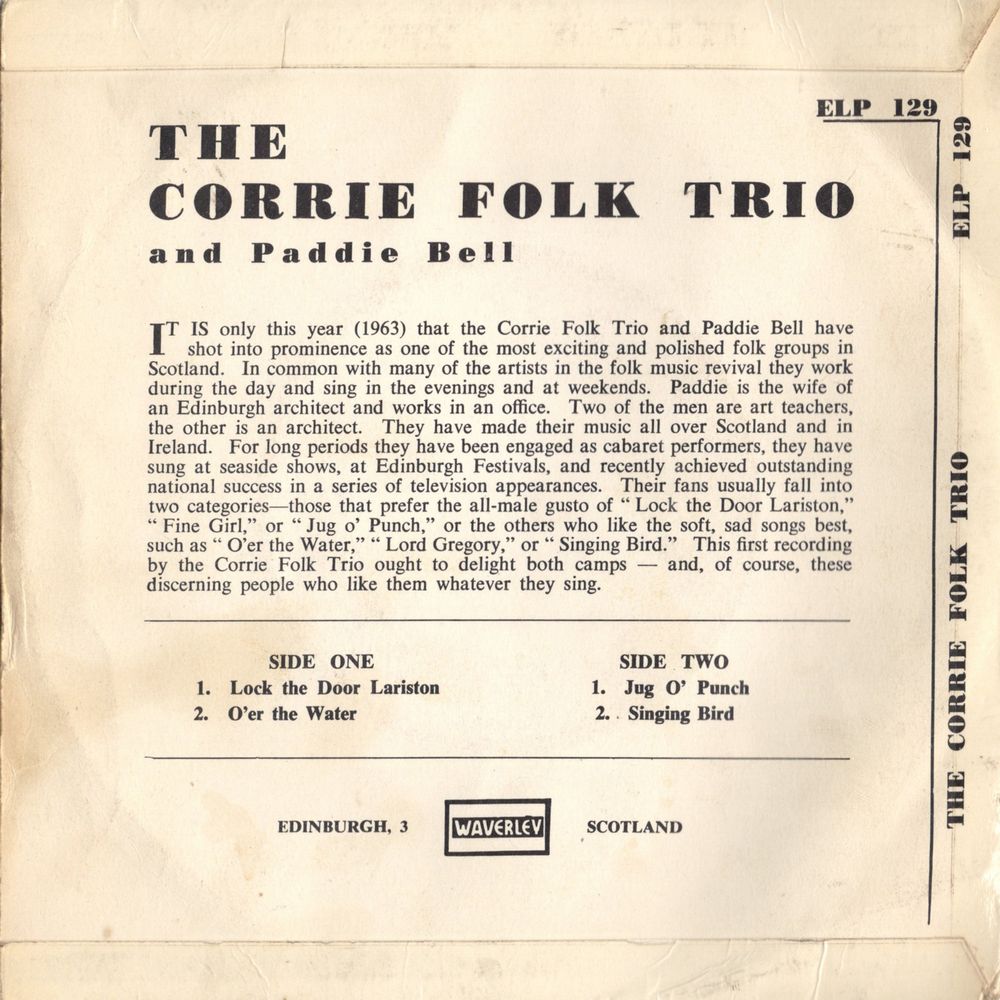 ELP 129
THE
CORRIE FOLK TRIO
and Paddie Bell
IT IS only this year (1963) that the Corrie Folk Trio and Paddie Bell have
shot into prominence as one of the most exciting and polished folk groups in
Scotland. In common with many of the artists in the folk music revival they work
during the day and sing in the evenings and at weekends. Paddie is the wife of
an Edinburgh architect and works in an office. Two of the men are art teachers,
the other is an architect. They have made their music all over Scotland and in
Ireland. For long periods they have been engaged as cabaret performers, they have
sung at seaside shows, at Edinburgh Festivals, and recently achieved outstanding
national success in a series of television appearances. Their fans usually fall into
two categories—those that prefer the all-male gusto of “ Lock the Door Lariston,”
“ Fine Girl,” or “ Jug o’ Punch,” or the others who like the soft, sad songs best,
such as “ O’er the Water,” “ Lord Gregory,” or “ Singing Bird.” This first recording
by the Corrie Folk Trio ought to delight both camps — and, of course, these
discerning people who like them whatever they sing.
SIDE ONE
1. Lock the Door Lariston
2. O’er the Water
SIDE TWO
1. Jug O’ Punch
2. Singing Bird
EDINBURGH, 3
WAVERLEY
SCOTLAND
ELP 129
THE CORRIE FOLK TRIO